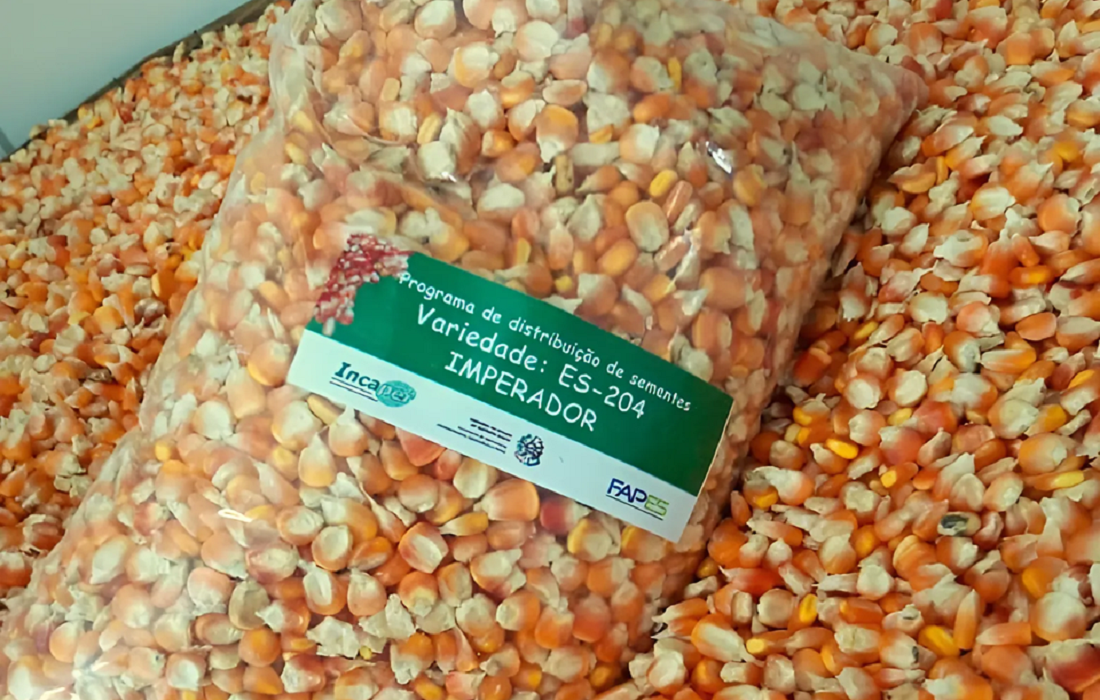 Programa de distribuição de sementes
Variedade: ES-204
IMPERADOR
Incaper
FAPES